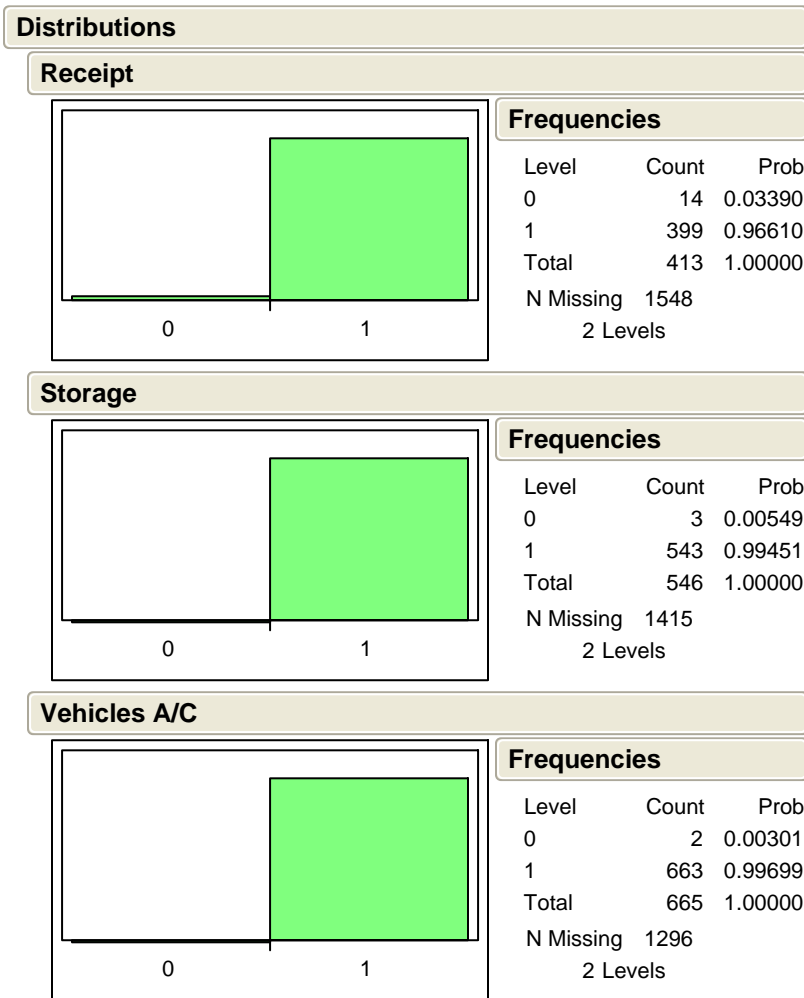 Distributions
Receipt
Frequencies
Level Count Prob
0 14 0.03390
1 399 0.96610
Total 413 1.00000
N Missing 1548
2 Levels
0 1
Storage
Frequencies
Level Count Prob
0 3 0.00549
1 543 0.99451
Total 546 1.00000
N Missing 1415
2 Levels
0 1
Vehicles A/C
Frequencies
Level Count Prob
0 2 0.00301
1 663 0.99699
Total 665 1.00000
N Missing 1296
2 Levels
0 1